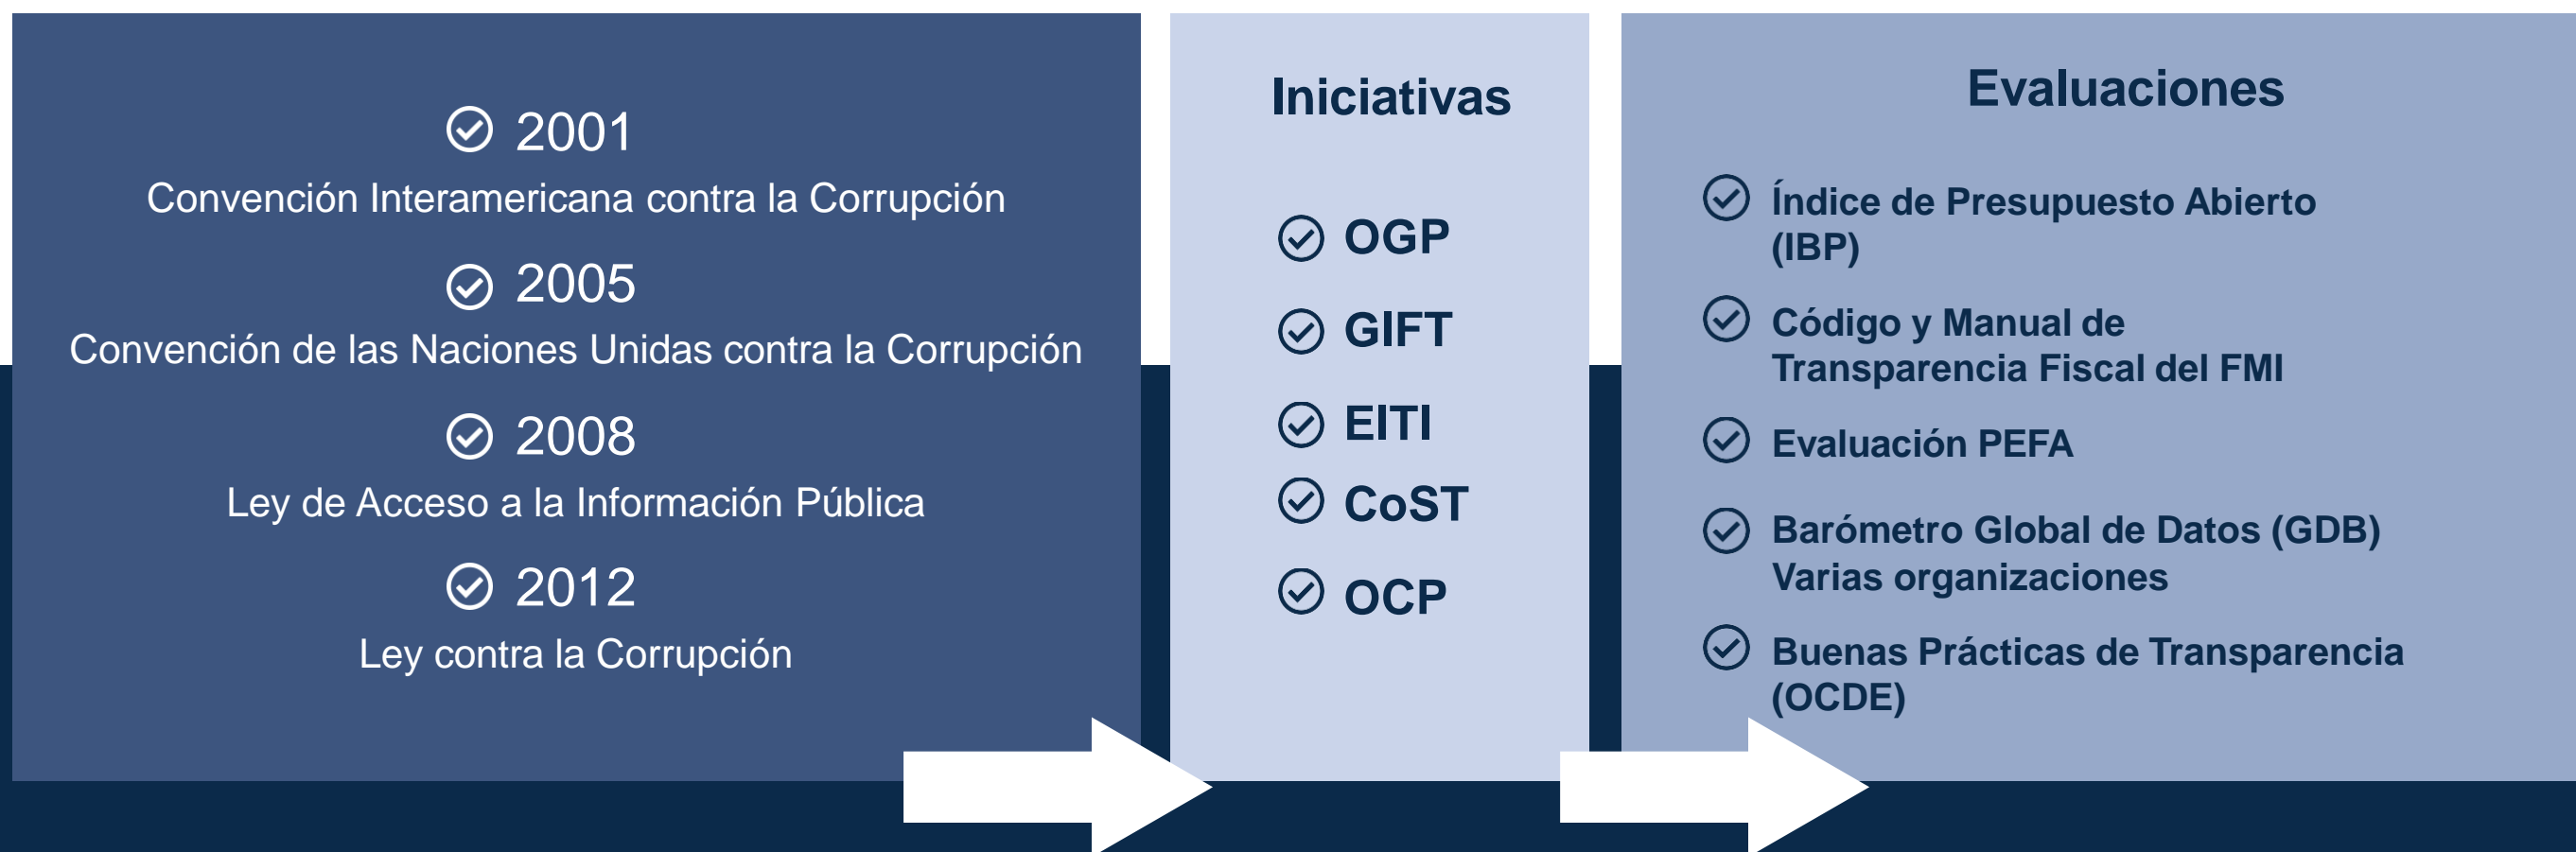 2001
Convención Interamericana contra la Corrupción
2005
Convención de las Naciones Unidas contra la Corrupción
2008
Ley de Acceso a la Información Pública
2012
Ley contra la Corrupción
Iniciativas
OGP
GIFT
EITI
CoST
OCP
Evaluaciones
Índice de Presupuesto Abierto
(IBP)
Código y Manual de
Transparencia Fiscal del FMI
Evaluación PEFA
Barómetro Global de Datos (GDB)
Varias organizaciones
Buenas Prácticas de Transparencia
(OCDE)